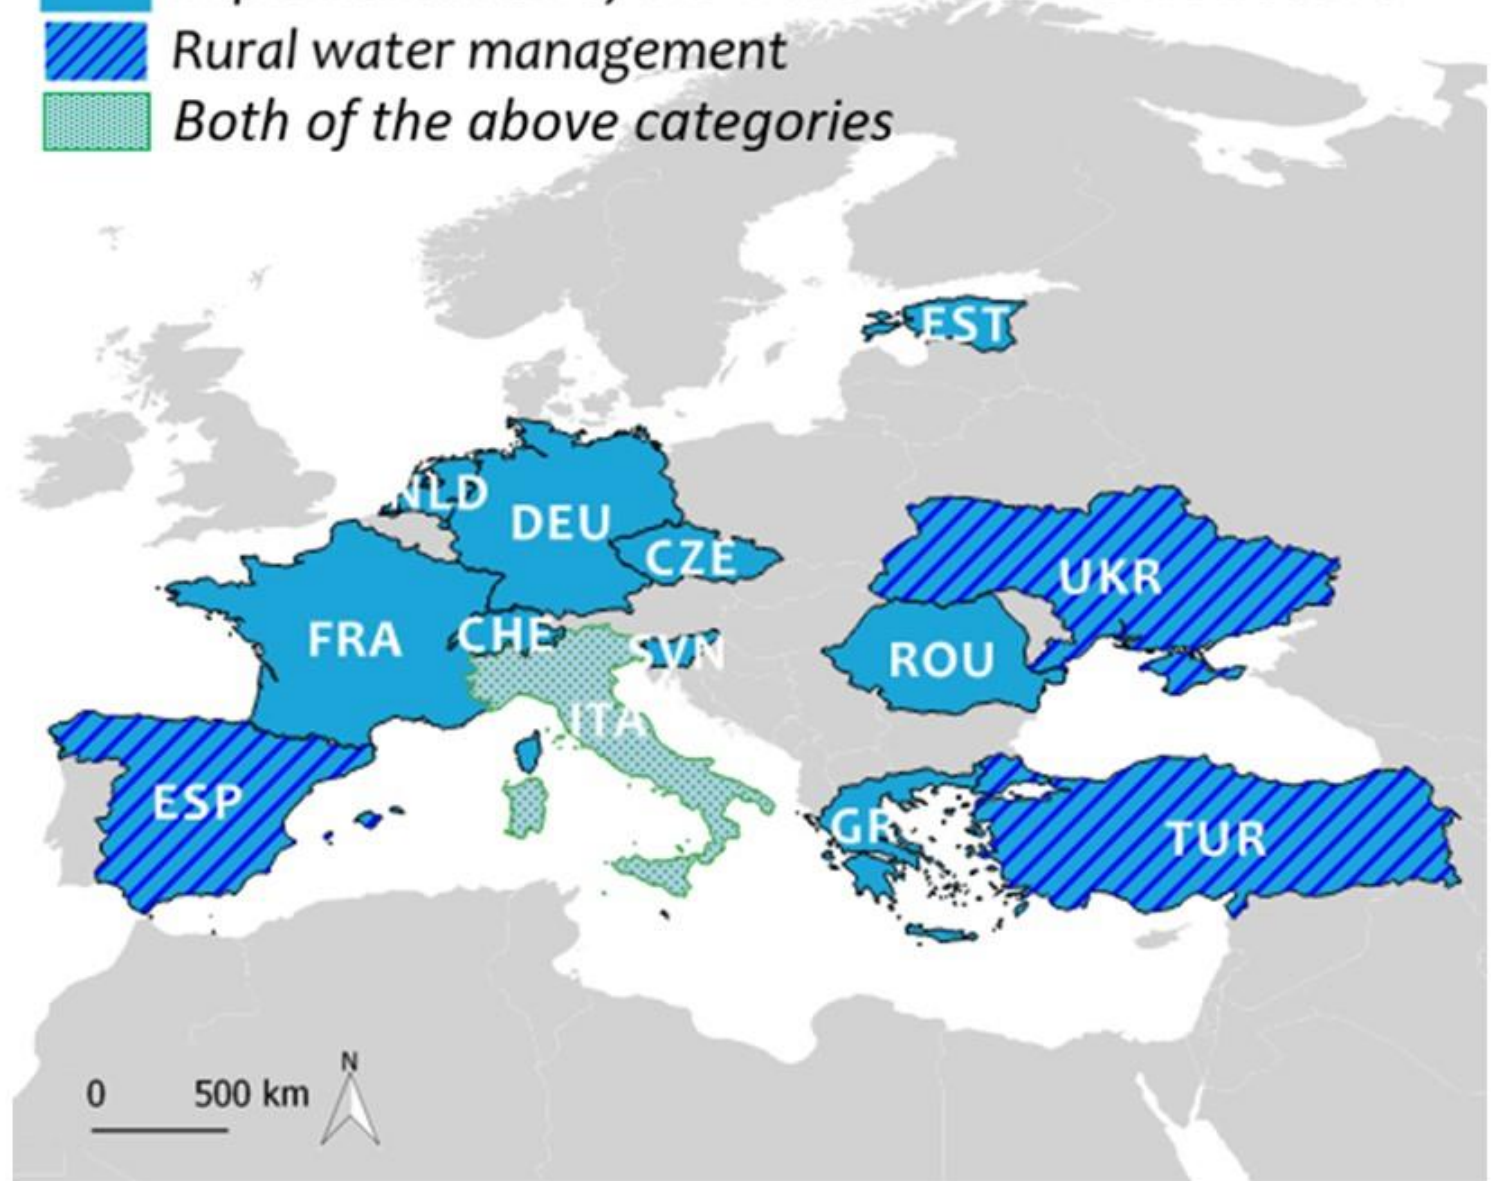 Rural water management
Both of the above categories
EST
NLD
DEU
CZE
UKR
FRA
CHE
SVN
ROU
ITA
ESP
GR
TUR
N
0 500 km